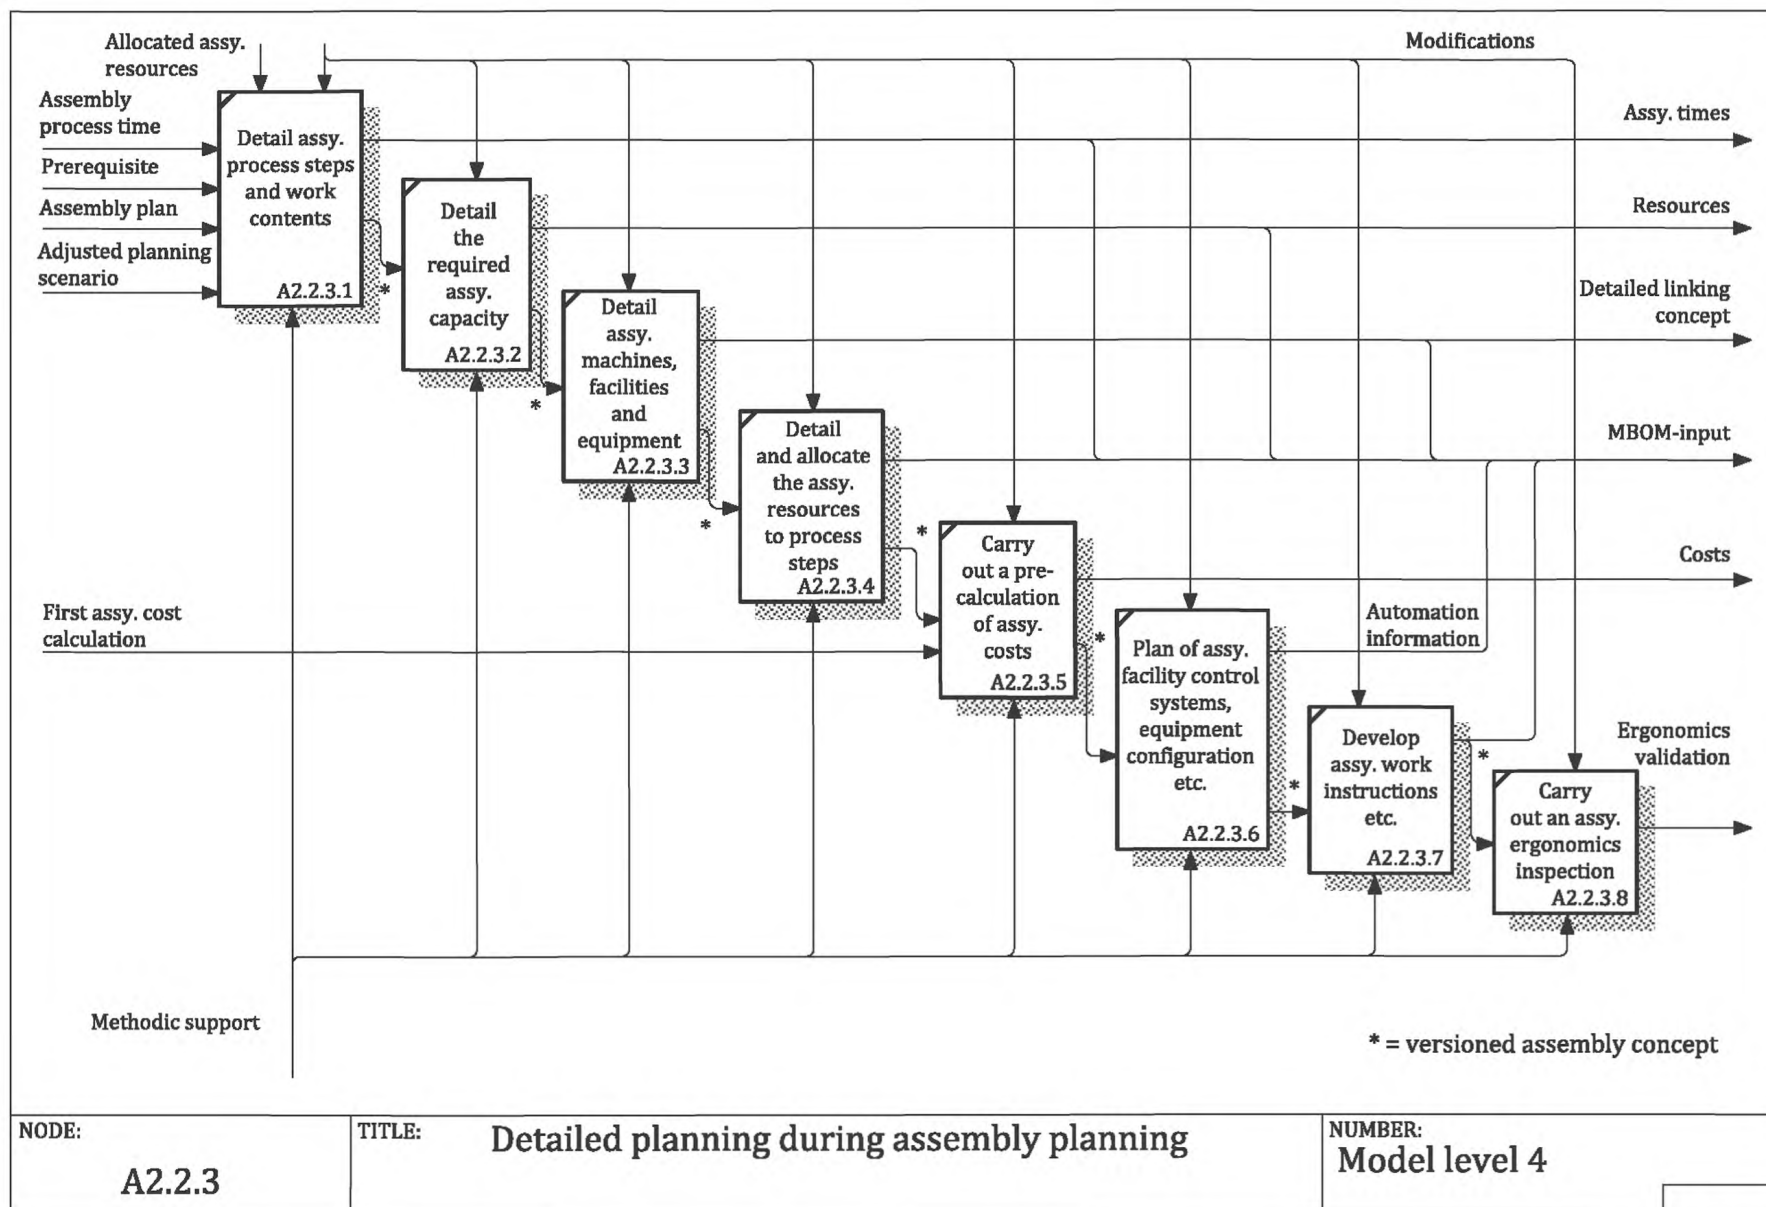 Allocated assy.
resources
Modifications
Assembly
process time
Prerequisite
Assembly plan
Adjusted planning
scenario
Detail assy.
process steps
and work
contents
A2.2.3.1
*
Assy. times
Detail
the
required
assy.
capacity
A2.2.3.2
*
Resources
Detail
assy.
machines,
facilities
and
equipment
A2.2.3.3
*
Detailed linking
concept
Detail
and allocate
the assy.
resources
to process
steps
A2.2.3.4
*
MBOM-input
First assy. cost
calculation
Carry
out a pre-
calculation
of assy.
costs
A2.2.3.5
*
Costs
Plan of assy.
facility control
systems,
equipment
configuration
etc.
A2.2.3.6
*
Automation
information
Develop
assy. work
instructions
etc.
A2.2.3.7
*
Carry
out an assy.
ergonomics
inspection
A2.2.3.8
Ergonomics
validation
Methodic support
* = versioned assembly concept
NODE:
A2.2.3
TITLE:
Detailed planning during assembly planning
NUMBER:
Model level 4